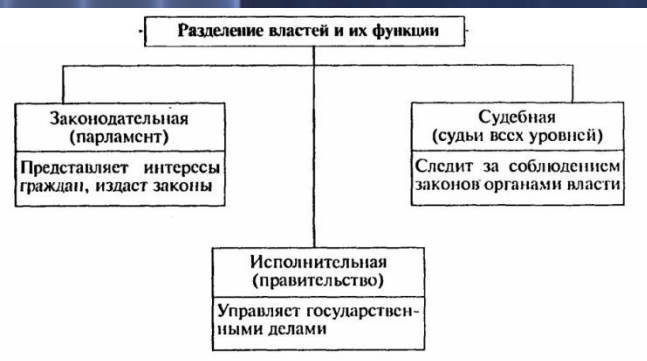 Разделение властей и их функции
Законодательная
(парламент)
Представляет интересы
граждан, издает законы
Судебная
(судьи всех уровней)
Следит за соблюдением
законов органами власти
Исполнительная
(правительство)
Управляет государствен-
ными делами